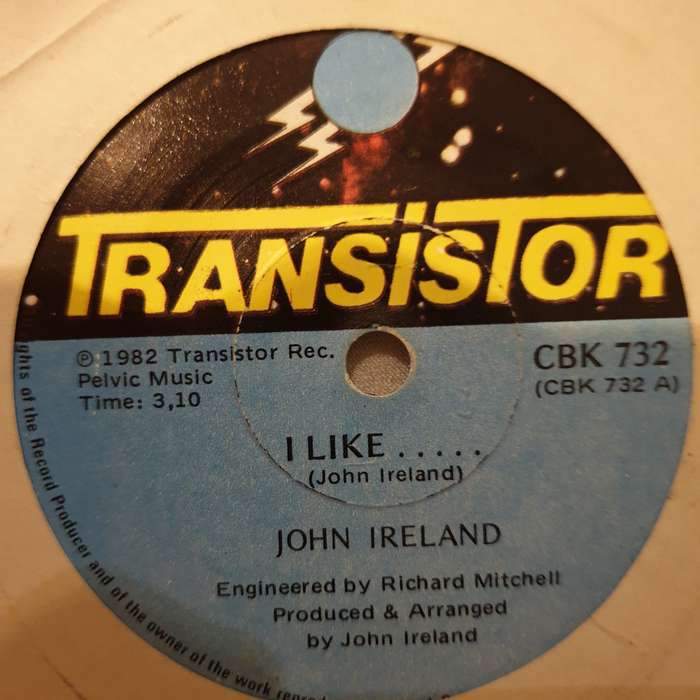 TRANSISTOR
℗ 1982 Transistor Rec.
Pelvic Music
Time: 3,10
CBK 732
(CBK 732 A)
I LIKE . . . . .
(John Ireland)
JOHN IRELAND
Engineered by Richard Mitchell
Produced & Arranged
by John Ireland
ghts of the Record Producer and of the owner of the work